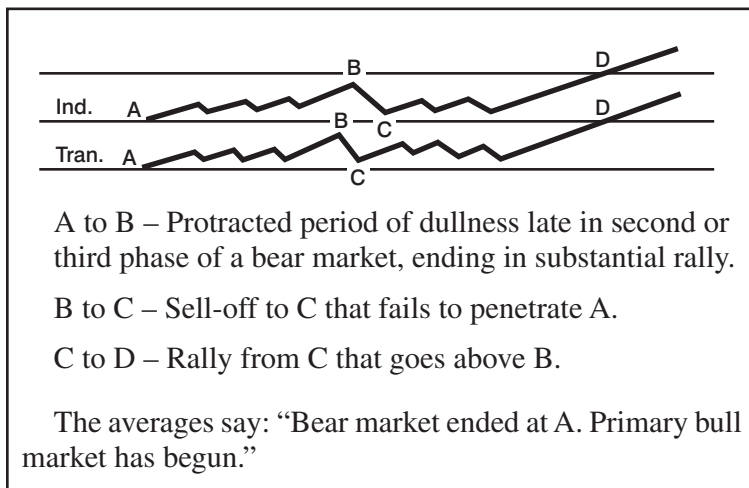 B
D
Ind. A
B
C
D
Tran. A
C
A to B – Protracted period of dullness late in second or
third phase of a bear market, ending in substantial rally.
B to C – Sell-off to C that fails to penetrate A.
C to D – Rally from C that goes above B.
The averages say: “Bear market ended at A. Primary bull
market has begun.”